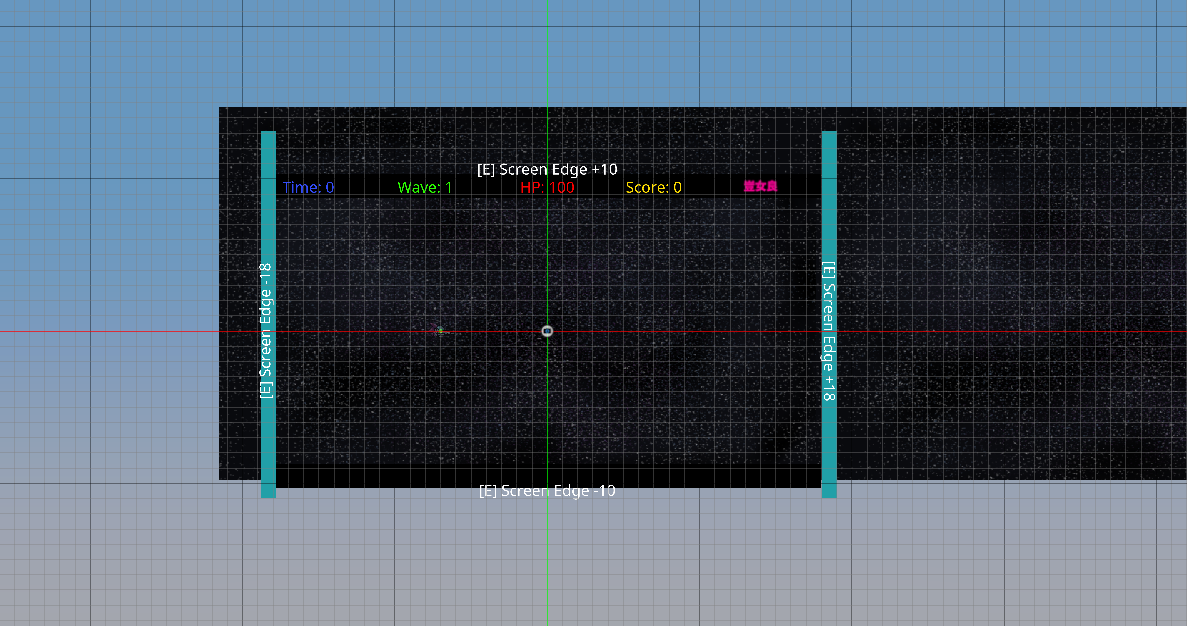 [E] Screen Edge +10
Time: 0
Wave: 1
HP: 100
Score: 0
[E] Screen Edge -18
[E] Screen Edge +18
[E] Screen Edge -10